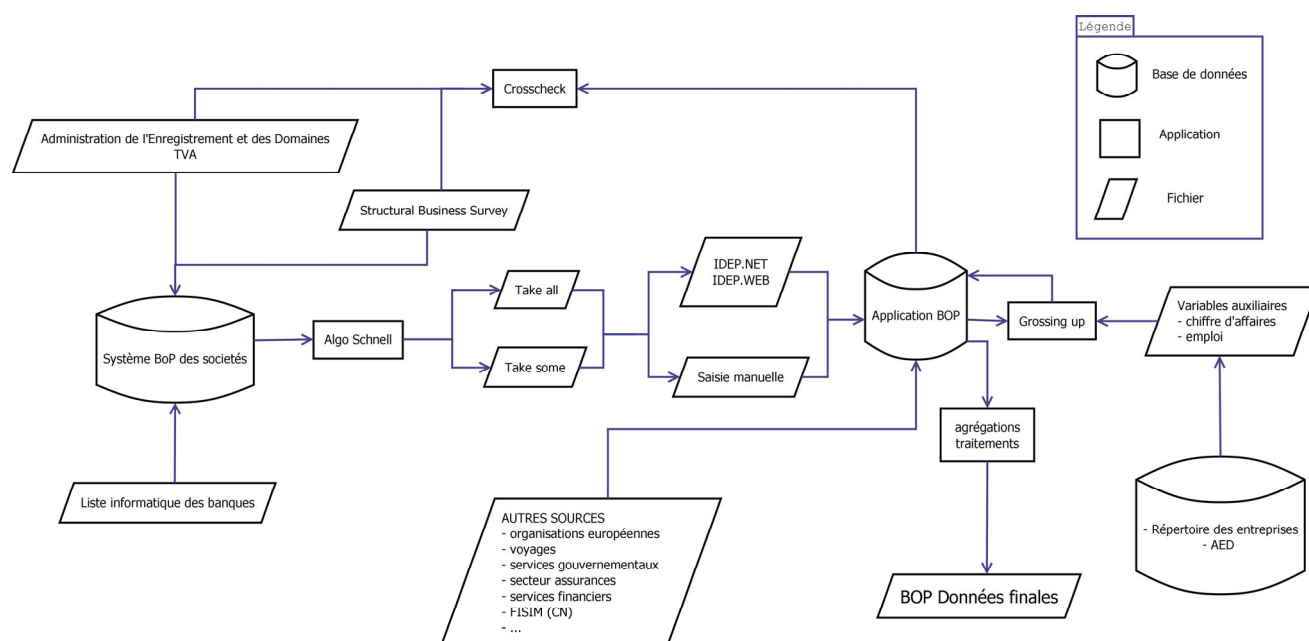 Légende
Base de données
Application
Fichier
Crosscheck
Administration de l'Enregistrement et des Domaines
TVA
Structural Business Survey
Système BoP des societés
Algo Schnell
Take all
Take some
IDEP.NET
IDEP.WEB
Saisie manuelle
Application BOP
Grossing up
Variables auxiliaires
- chiffre d'affaires
- emploi
agrégations
traitements
Liste informatique des banques
AUTRES SOURCES
- organisations européennes
- voyages
- services gouvernementaux
- secteur assurances
- services financiers
- FISIM (CN)
- ...
- Répertoire des entreprises
- AED
BOP Données finales